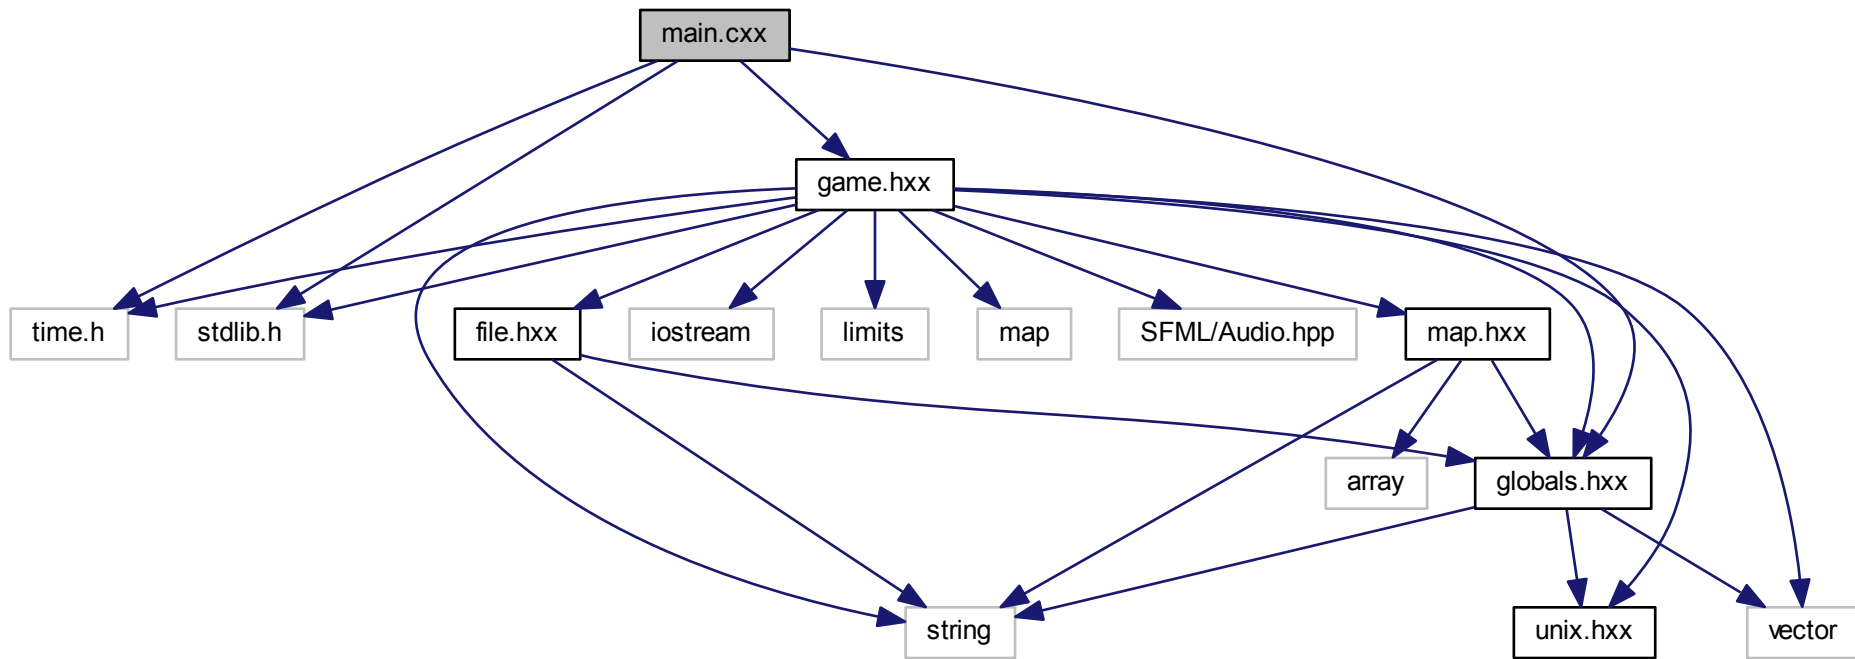 main.cxx
game.hxx
time.h
stdlib.h
file.hxx
iostream
limits
map
SFML/Audio.hpp
map.hxx
array
globals.hxx
string
unix.hxx
vector